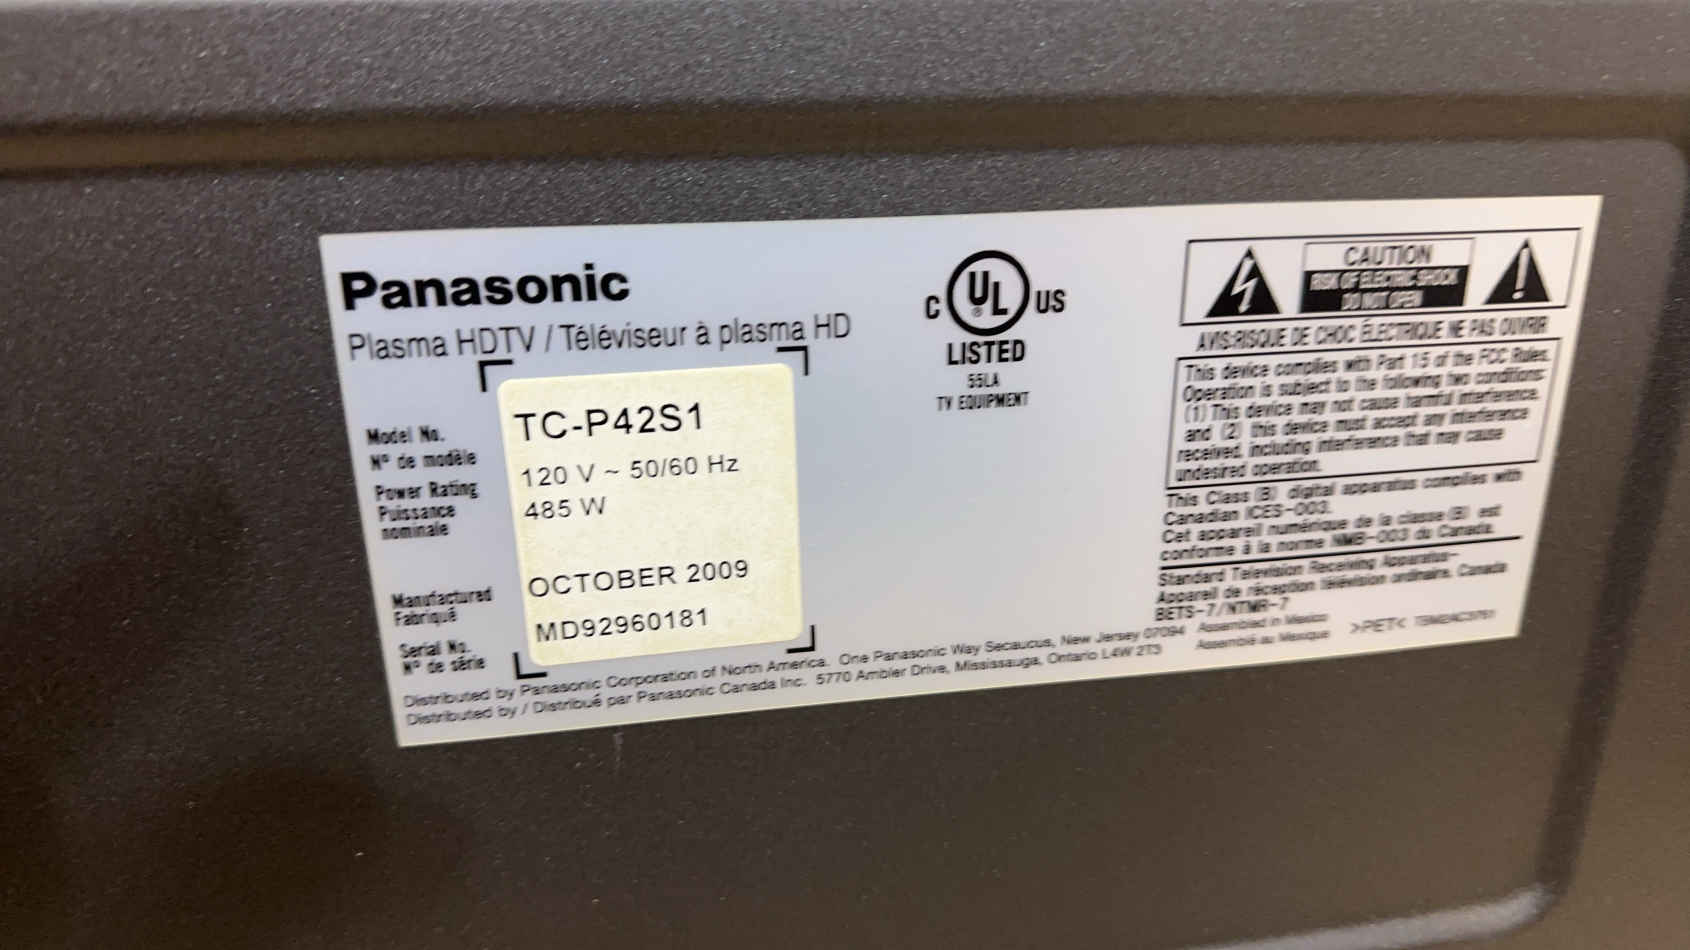 Panasonic
Plasma HDTV / Téléviseur à plasma HD
Model No.
N° de modèle
TC-P42S1
Power Rating
Puissance
nominale
120 V ~ 50/60 Hz
485 W
Manufactured
Fabriqué
OCTOBER 2009
Serial No.
N° de série
MD92960181
C UL US
®
LISTED
55LA
TV EQUIPMENT
CAUTION
RISK OF ELECTRIC SHOCK
DO NOT OPEN
AVIS:RISQUE DE CHOC ÉLECTRIQUE NE PAS OUVRIR
This device complies with Part 15 of the FCC Rules.
Operation is subject to the following two conditions:
(1) This device may not cause harmful interference,
and (2) this device must accept any interference
received, including interference that may cause
undesired operation.
This Class (B) digital apparatus complies with
Canadian ICES-003.
Cet appareil numérique de la classe (B) est
conforme à la norme NMB-003 du Canada.
Standard Television Receiving Apparatus-
Appareil de réception télévision ordinaire, Canada
BETS-7/NTMR-7
Assembled in Mexico
Assemblé au Mexique
>PET<
Distributed by Panasonic Corporation of North America. One Panasonic Way Secaucus, New Jersey 07094
Distributed by / Distribué par Panasonic Canada Inc. 5770 Ambler Drive, Mississauga, Ontario L4W 2T3